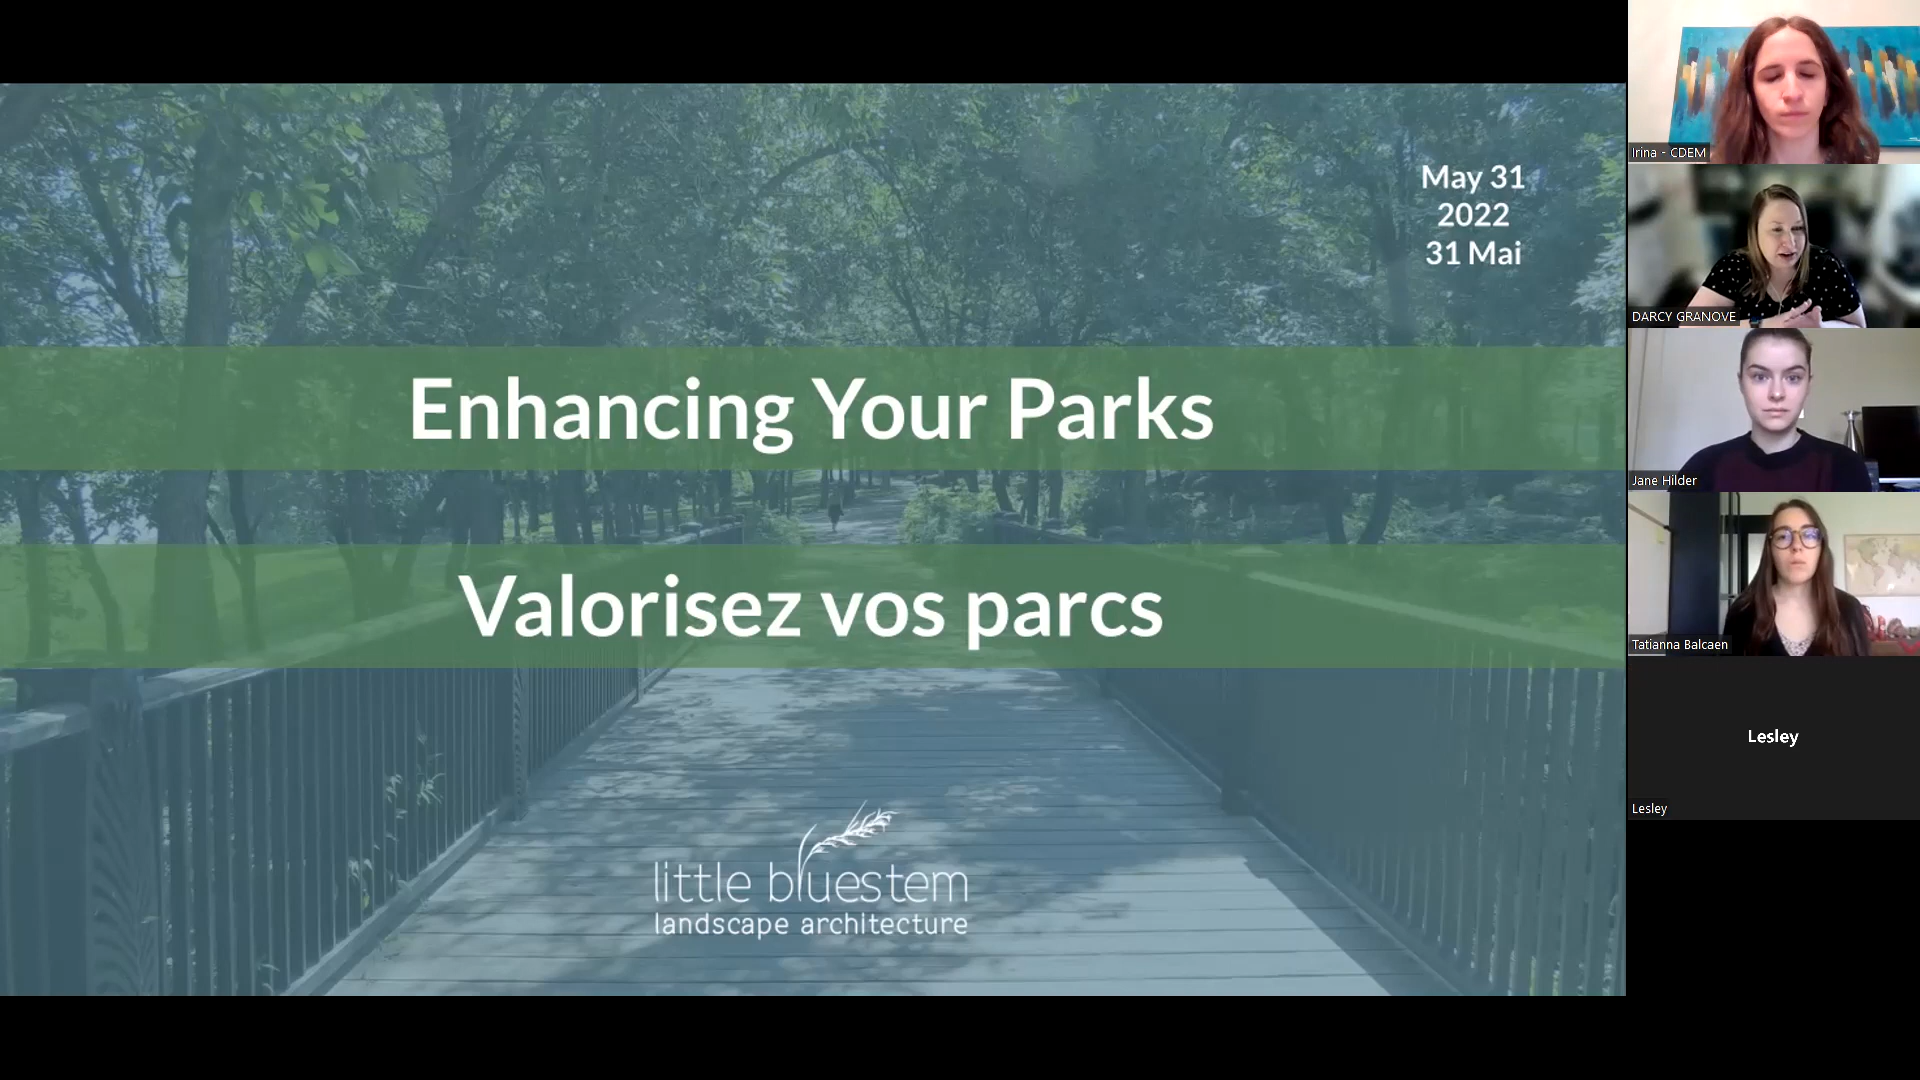 May 31
2022
31 Mai
Enhancing Your Parks
Valorisez vos parcs
little bluestem
landscape architecture
Irina - CDEM
DARCY GRANOVE
Jane Hilder
Tatianna Balcaen
Lesley
Lesley